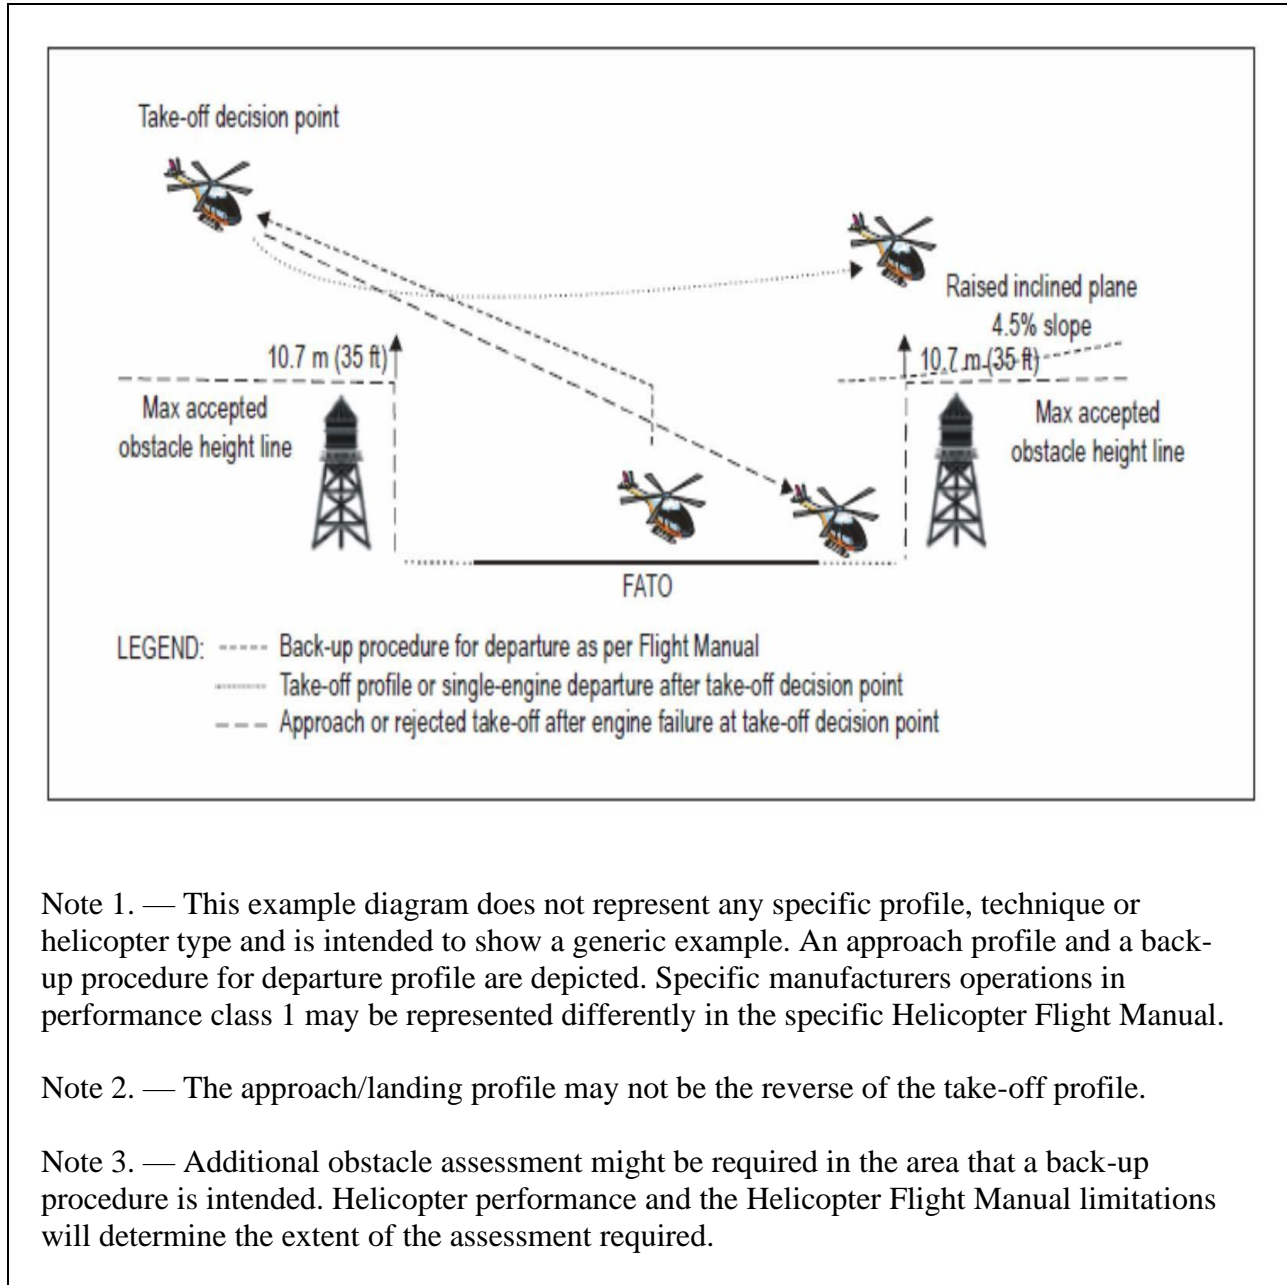 Take-off decision point
Raised inclined plane
4.5% slope
10.7 m (35 ft)
10.7 m (35 ft)
Max accepted
obstacle height line
Max accepted
obstacle height line
FATO
LEGEND: ----- Back-up procedure for departure as per Flight Manual
Take-off profile or single-engine departure after take-off decision point
Approach or rejected take-off after engine failure at take-off decision point
Note 1. — This example diagram does not represent any specific profile, technique or
helicopter type and is intended to show a generic example. An approach profile and a back-
up procedure for departure profile are depicted. Specific manufacturers operations in
performance class 1 may be represented differently in the specific Helicopter Flight Manual.
Note 2. — The approach/landing profile may not be the reverse of the take-off profile.
Note 3. — Additional obstacle assessment might be required in the area that a back-up
procedure is intended. Helicopter performance and the Helicopter Flight Manual limitations
will determine the extent of the assessment required.